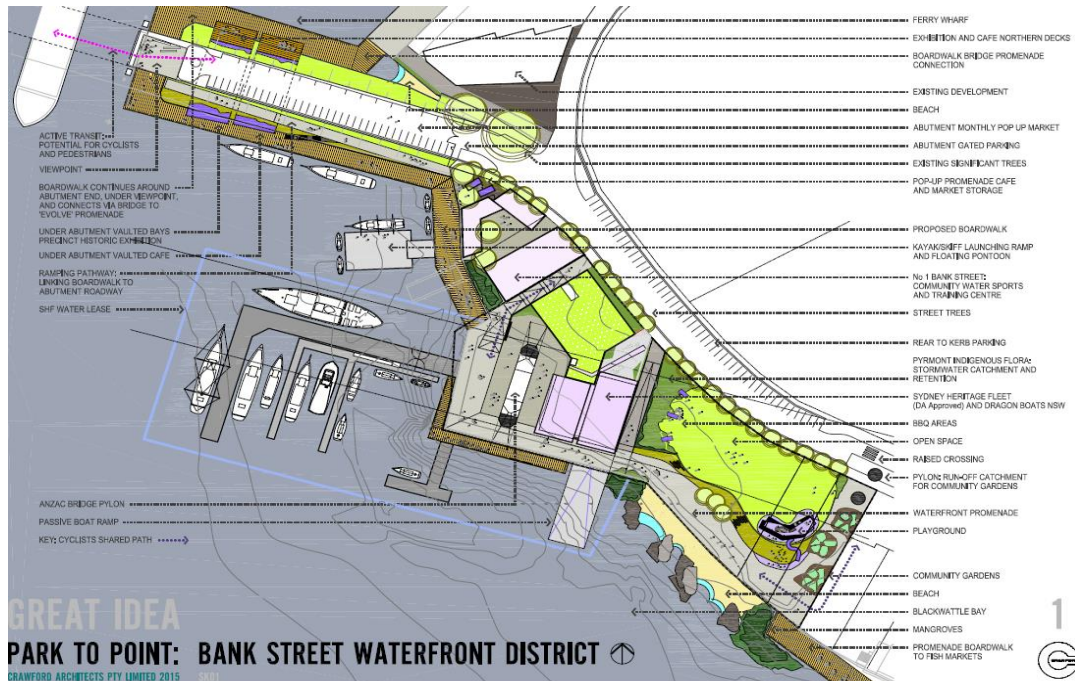 FERRY WHARF
EXHIBITION AND CAFE NORTHERN DECKS
BOARDWALK BRIDGE PROMENADE
CONNECTION
EXISTING DEVELOPMENT
BEACH
ABUTMENT MONTHLY POP UP MARKET
ABUTMENT GATED PARKING
EXISTING SIGNIFICANT TREES
POP-UP PROMENADE CAFE
AND MARKET STORAGE
PROPOSED BOARDWALK
KAYAK/SKIFF LAUNCHING RAMP
AND FLOATING PONTOON
No 1 BANK STREET:
COMMUNITY WATER SPORTS
AND TRAINING CENTRE
STREET TREES
REAR TO KERB PARKING
PYRMONT INDIGENOUS FLORA:
STORMWATER CATCHMENT AND
RETENTION
SYDNEY HERITAGE FLEET
(DA Approved) AND DRAGON BOATS NSW
BBQ AREAS
OPEN SPACE
RAISED CROSSING
PYLON: RUN-OFF CATCHMENT
FOR COMMUNITY GARDENS
WATERFRONT PROMENADE
PLAYGROUND
COMMUNITY GARDENS
BEACH
BLACKWATTLE BAY
MANGROVES
PROMENADE BOARDWALK
TO FISH MARKETS
ACTIVE TRANSIT:
POTENTIAL FOR CYCLISTS
AND PEDESTRIANS
VIEWPOINT
BOARDWALK CONTINUES AROUND
ABUTMENT END, UNDER VIEWPOINT,
AND CONNECTS VIA BRIDGE TO
'EVOLVE' PROMENADE
UNDER ABUTMENT VAULTED BAYS
PRECINCT HISTORIC EXHIBITION
UNDER ABUTMENT VAULTED CAFE
RAMPING PATHWAY:
LINKING BOARDWALK TO
ABUTMENT ROADWAY
SHF WATER LEASE
ANZAC BRIDGE PYLON
PASSIVE BOAT RAMP
KEY: CYCLISTS SHARED PATH
GREAT IDEA
PARK TO POINT: BANK STREET WATERFRONT DISTRICT
CRAWFORD ARCHITECTS PTY LIMITED 2015 SK01
1